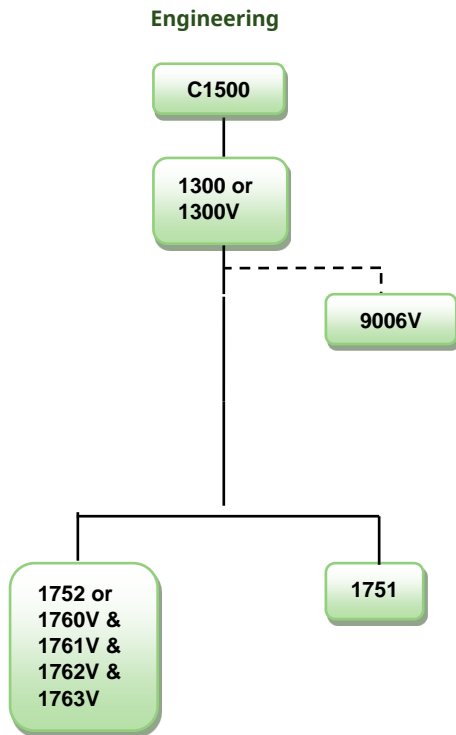 Engineering
C1500
1300 or
1300V
9006V
1752 or
1760V &
1761V &
1762V &
1763V
1751